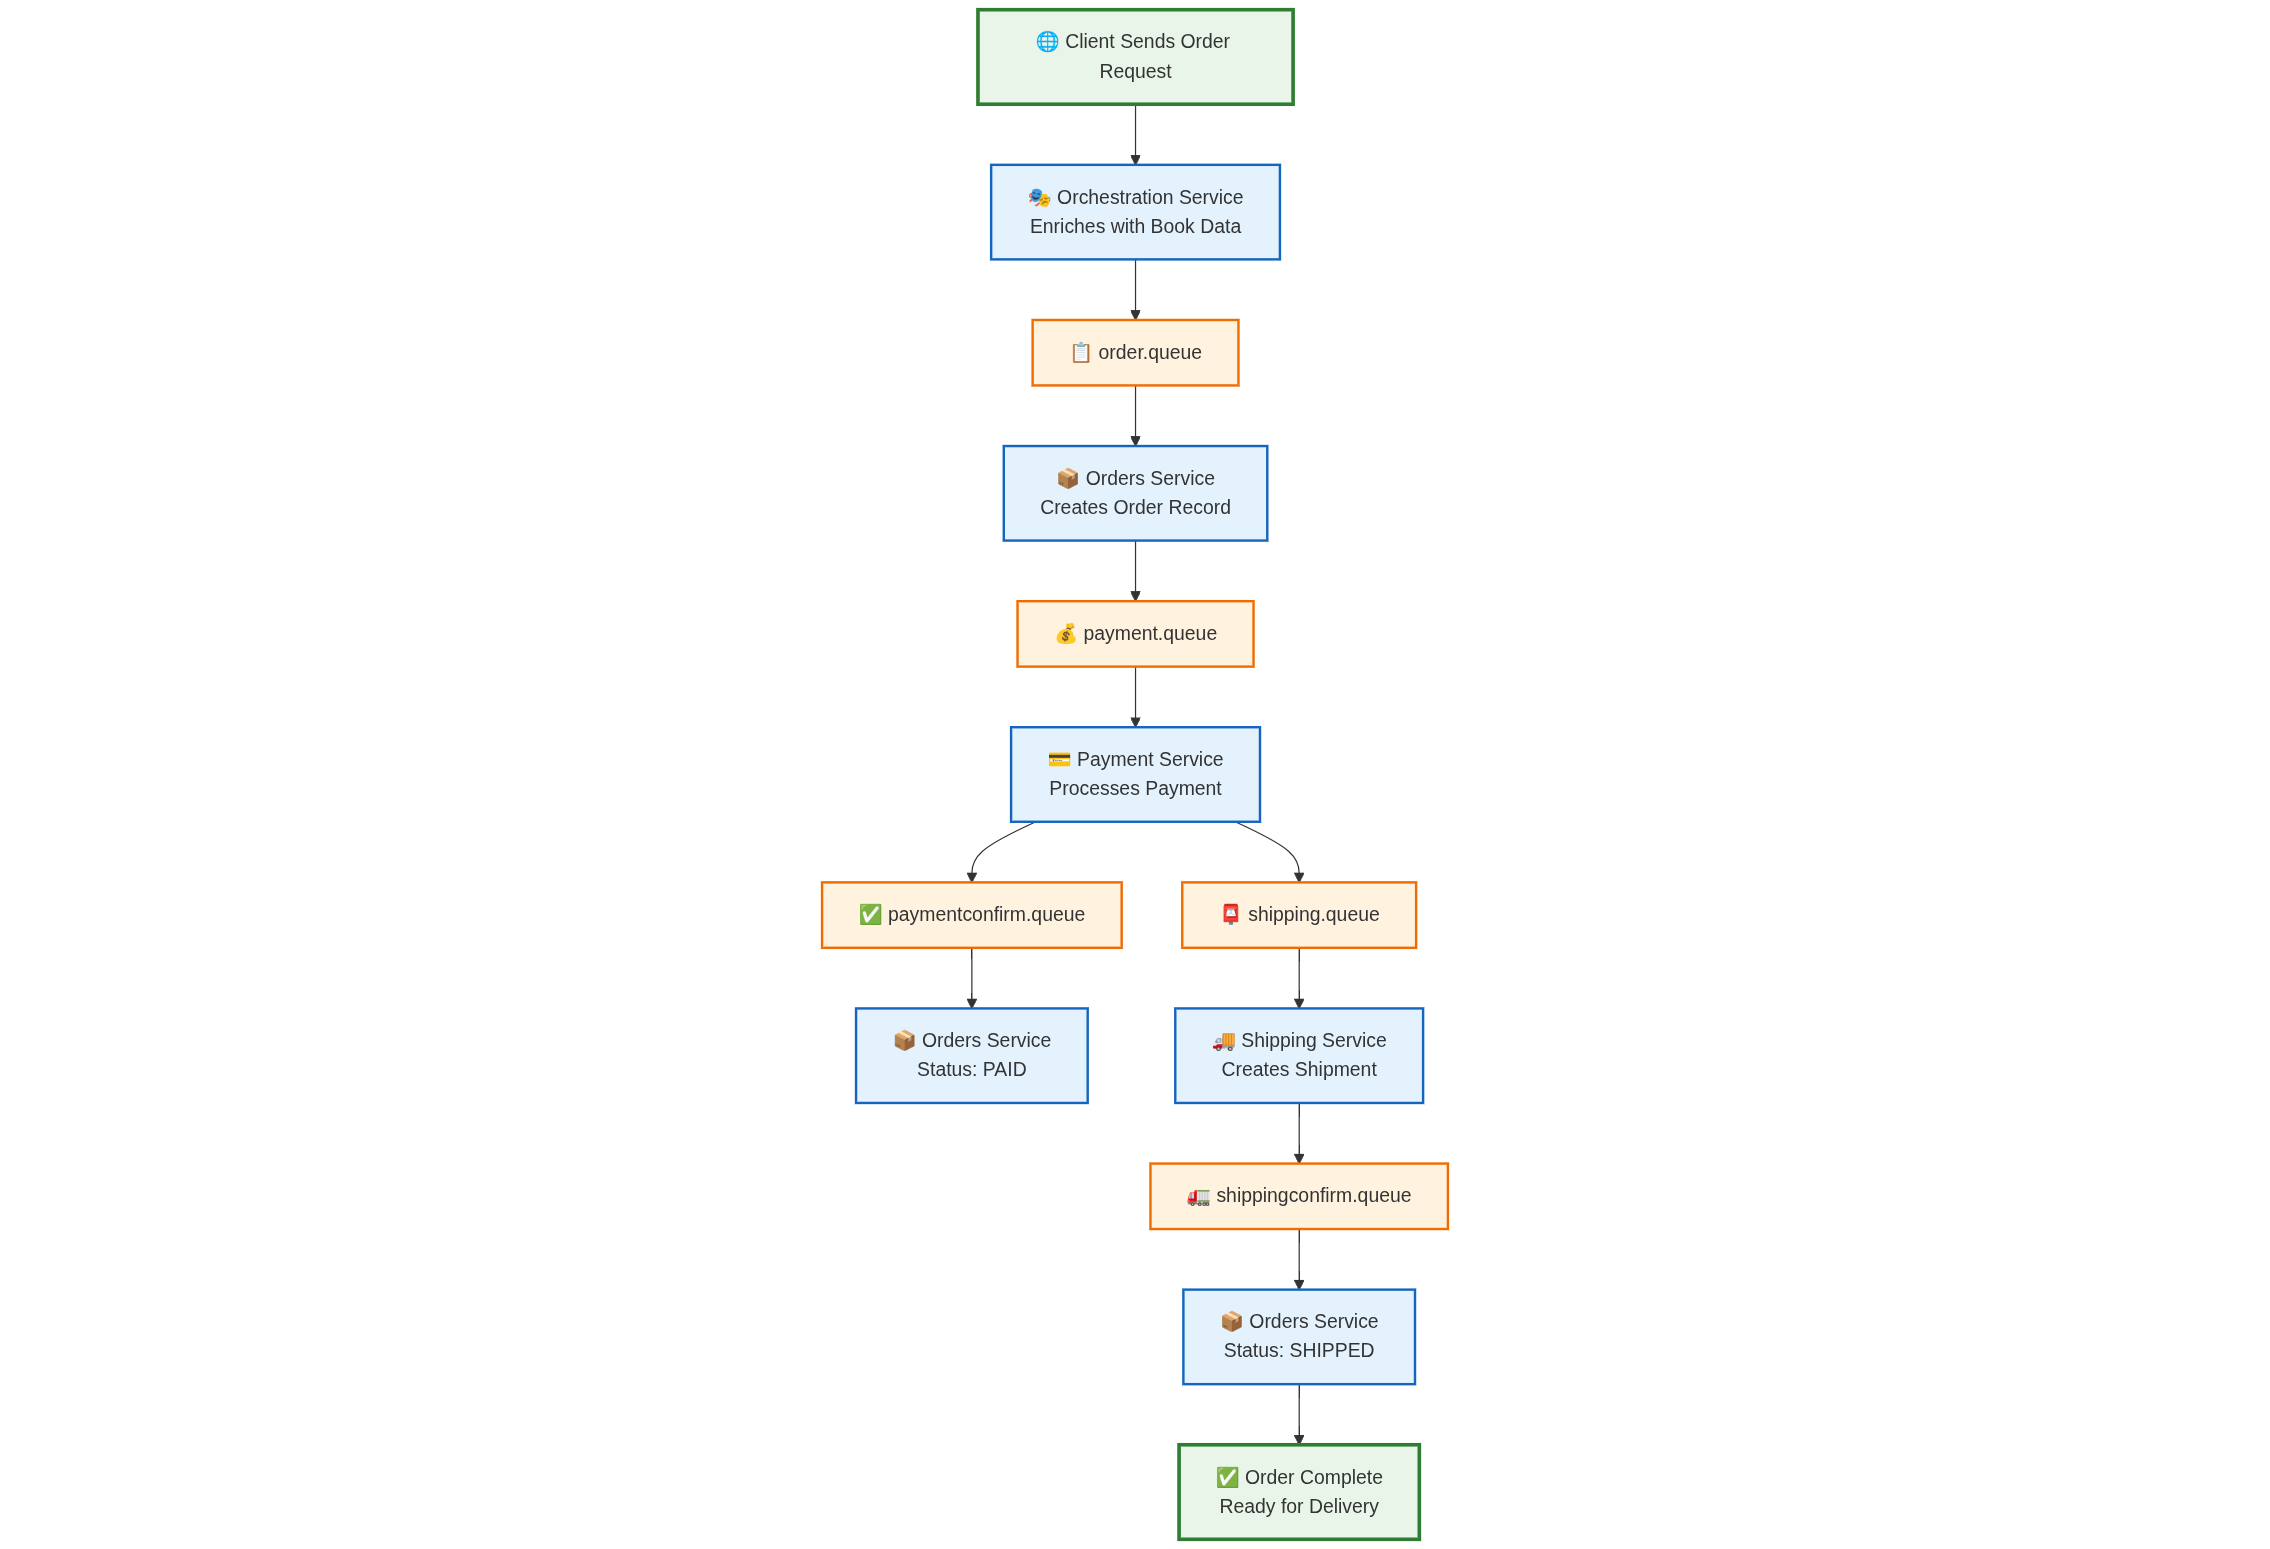 🌐 Client Sends Order
Request
🎭 Orchestration Service
Enriches with Book Data
📋 order.queue
📦 Orders Service
Creates Order Record
💰 payment.queue
💳 Payment Service
Processes Payment
✅ paymentconfirm.queue
📮 shipping.queue
📦 Orders Service
Status: PAID
🚚 Shipping Service
Creates Shipment
🚛 shippingconfirm.queue
📦 Orders Service
Status: SHIPPED
✅ Order Complete
Ready for Delivery